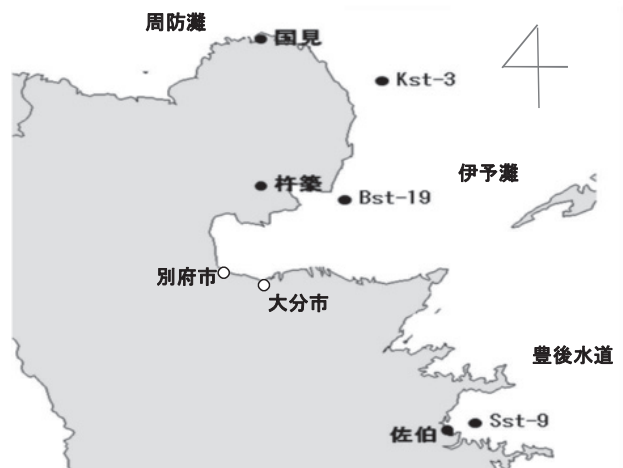 周防灘
国見
Kst-3
伊予灘
杵築
Bst-19
別府市
大分市
豊後水道
Sst-9
佐伯